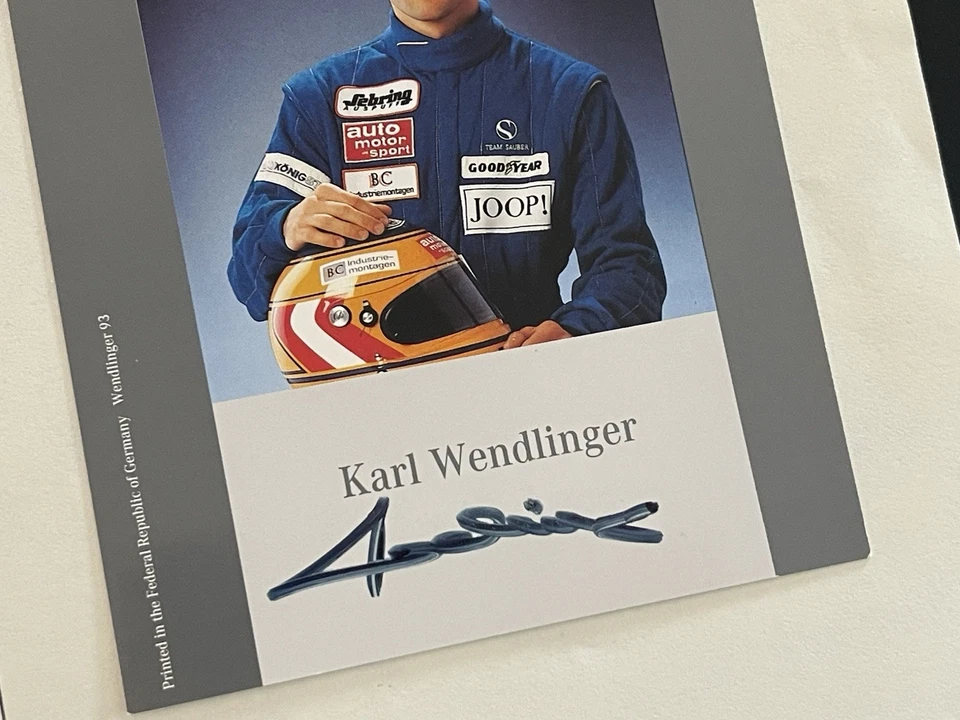 Sebring
AUSPUFF
auto
motor
sport
KÖNIG
BC
Industriemontagen
TEAM SAUBER
GOODYEAR
JOOP!
BC Industrie-
montagen
Karl Wendlinger
Printed in the Federal Republic of Germany Wendlinger 93